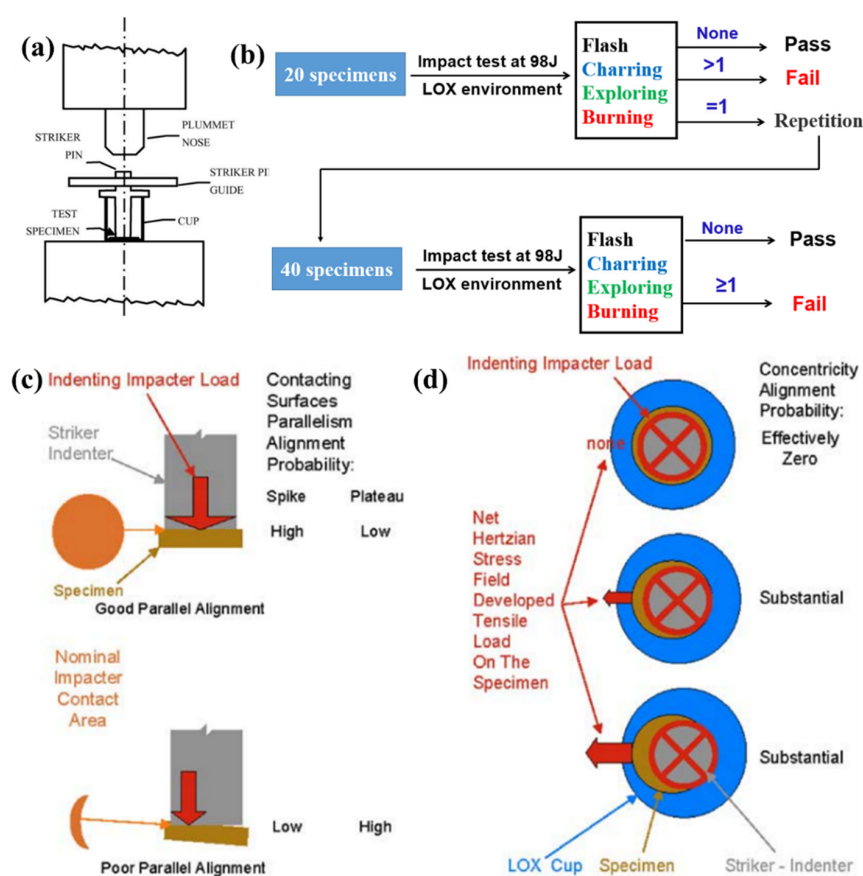 (a)
STRIKER
PIN
PLUMMET
NOSE
STRIKER PI
GUIDE
TEST
SPECIMEN
CUP
(b)
20 specimens
Impact test at 98J
LOX environment
Flash
Charring
Exploring
Burning
None
Pass
>1
Fail
=1
Repetition
40 specimens
Impact test at 98J
LOX environment
Flash
Charring
Exploring
Burning
None
Pass
≥1
Fail
(c)
Indenting Impacter Load
Striker
Indenter
Contacting
Surfaces
Parallelism
Alignment
Probability:
Spike Plateau
High Low
Specimen
Good Parallel Alignment
Nominal
Impacter
Contact
Area
Low High
Poor Parallel Alignment
(d)
Indenting Impacter Load
Concentricity
Alignment
Probability:
none
Effectively
Zero
Net
Hertzian
Stress
Field
Developed
Tensile
Load
On The
Specimen
Substantial
Substantial
LOX Cup Specimen Striker - Indenter